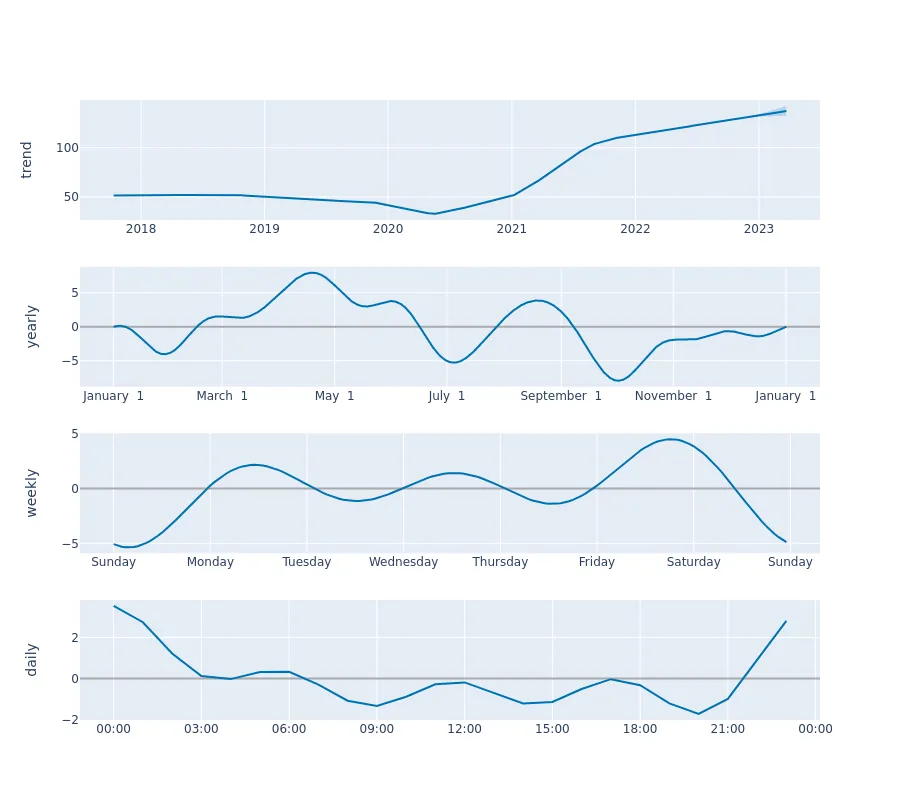 trend
100
50
2018 2019 2020 2021 2022 2023
yearly
5
0
−5
January 1 March 1 May 1 July 1 September 1 November 1 January 1
weekly
5
0
−5
Sunday Monday Tuesday Wednesday Thursday Friday Saturday Sunday
daily
2
0
−2
00:00 03:00 06:00 09:00 12:00 15:00 18:00 21:00 00:00